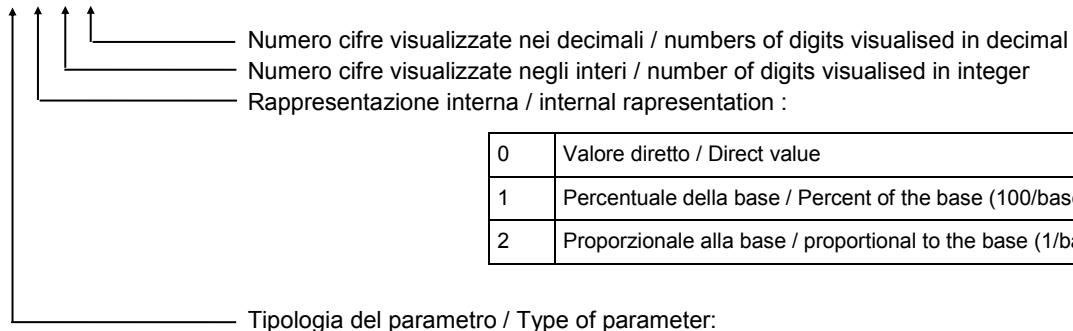 Numero cifre visualizzate nei decimali / numbers of digits visualised in decimal
Numero cifre visualizzate negli interi / number of digits visualised in integer
Rappresentazione interna / internal rapresentation :
0 Valore diretto / Direct value
1 Percentuale della base / Percent of the base (100/bas
2 Proporzionale alla base / proportional to the base (1/b
Tipologia del parametro / Type of parameter: